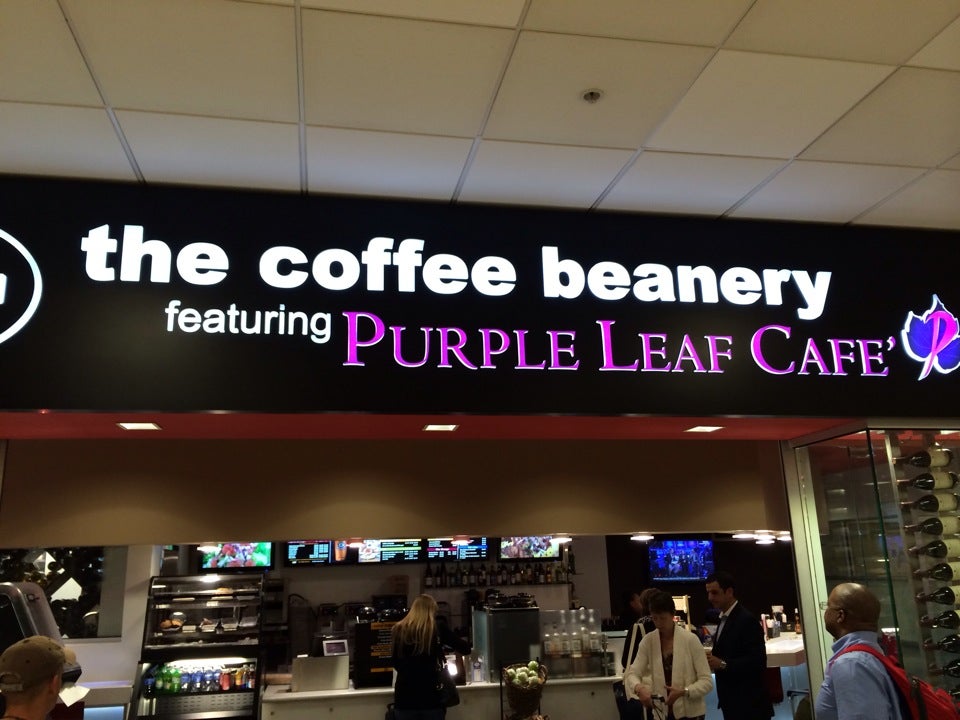 the coffee beanery
featuring PURPLE LEAF CAFE'